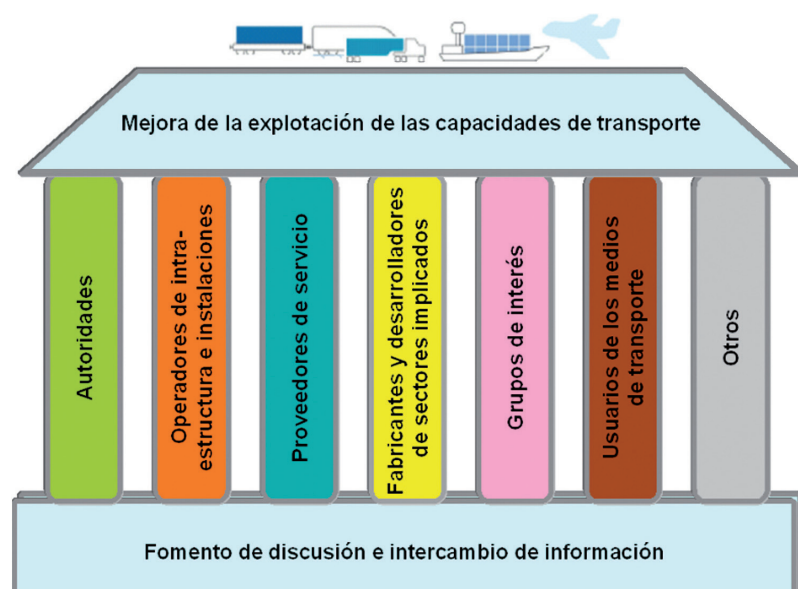 Mejora de la explotación de las capacidades de transporte
Autoridades
Operadores de intra-
estructura e instalaciones
Proveedores de servicio
Fabricantes y desarrolladores
de sectores implicados
Grupos de interés
Usuarios de los medios
de transporte
Otros
Fomento de discusión e intercambio de información